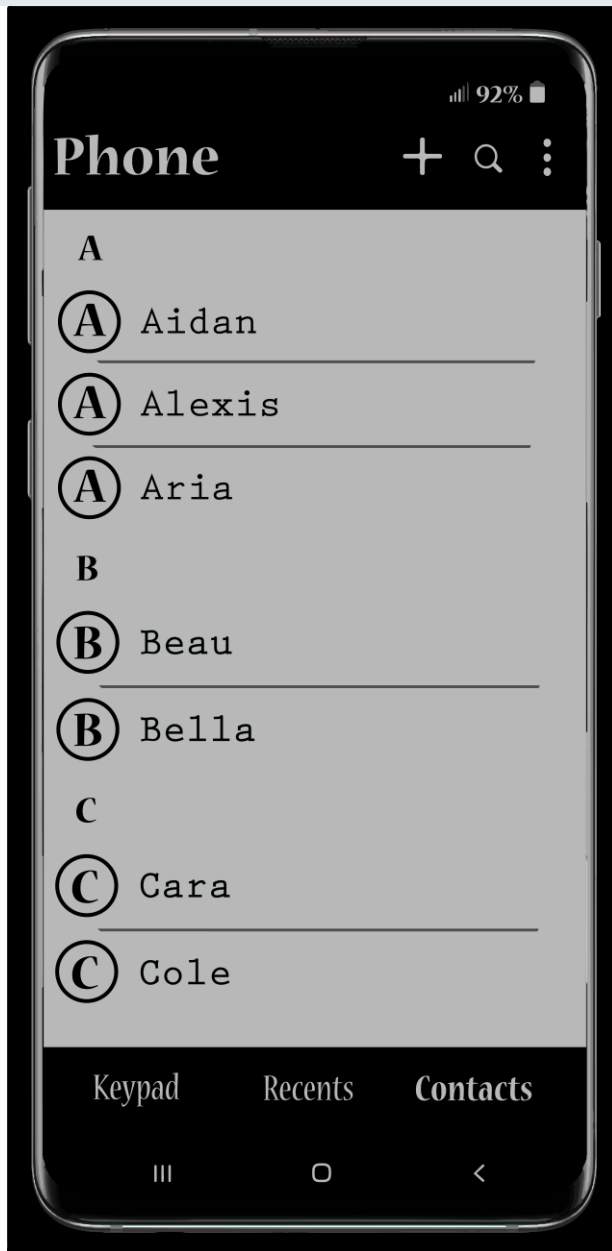 92%
Phone
A
A Aidan
A Alexis
A Aria
B
B Beau
B Bella
C
C Cara
C Cole
Keypad Recents Contacts